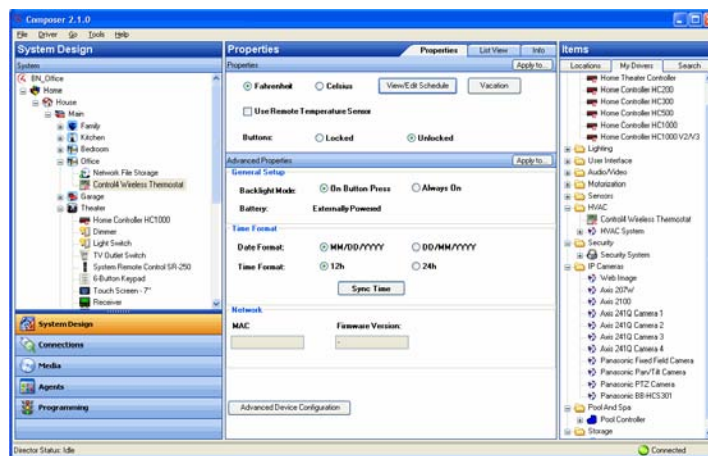 Composer 2.1.0
File Driver Go Tools Help
System Design
System
BN_Office
Home
House
Main
Family
Kitchen
Bedroom
Office
Network File Storage
Control4 Wireless Thermostat
Garage
Theater
Home Controller HC1000
Dimmer
Light Switch
TV Outlet Switch
System Remote Control SR-250
6-Button Keypad
Touch Screen - 7"
Receiver
System Design
Connections
Media
Agents
Programming
Director Status: Idle
Properties
Properties List View Info
Properties Apply to...
Fahrenheit Celsius View/Edit Schedule Vacation
Use Remote Temperature Sensor
Buttons: Locked Unlocked
Advanced Properties Apply to...
General Setup
Backlight Mode: On Button Press Always On
Battery: Externally Powered
Time Format
Date Format: MM/DD/YYYY DD/MM/YYYY
Time Format: 12h 24h
Sync Time
Network
MAC Firmware Version:
-
Advanced Device Configuration
Items
Locations My Drivers Search
Home Theater Controller
Home Controller HC200
Home Controller HC300
Home Controller HC500
Home Controller HC1000
Home Controller HC1000 V2/V3
Lighting
User Interface
Audio/Video
Motorization
Sensors
HVAC
Control4 Wireless Thermostat
HVAC System
Security
Security System
IP Cameras
Web Image
Axis 207W
Axis 2100
Axis 241Q Camera 1
Axis 241Q Camera 2
Axis 241Q Camera 3
Axis 241Q Camera 4
Panasonic Fixed Field Camera
Panasonic Pan/Tilt Camera
Panasonic PTZ Camera
Panasonic BB-HCS301
Pool And Spa
Pool Controller
Storage
Connected